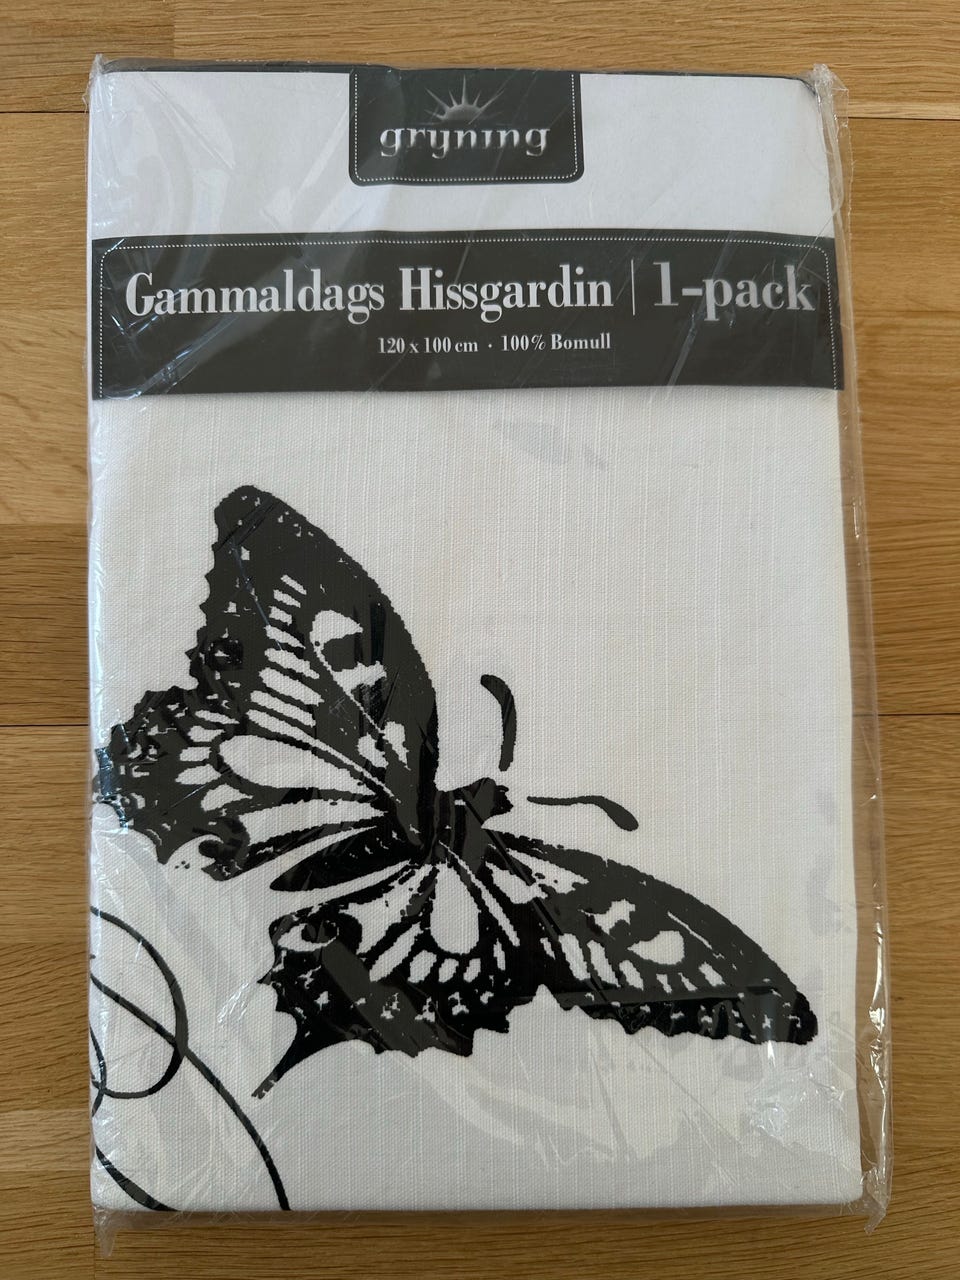 gryning
Gammaldags Hissgardin | 1-pack
120 x 100 cm · 100% Bomull